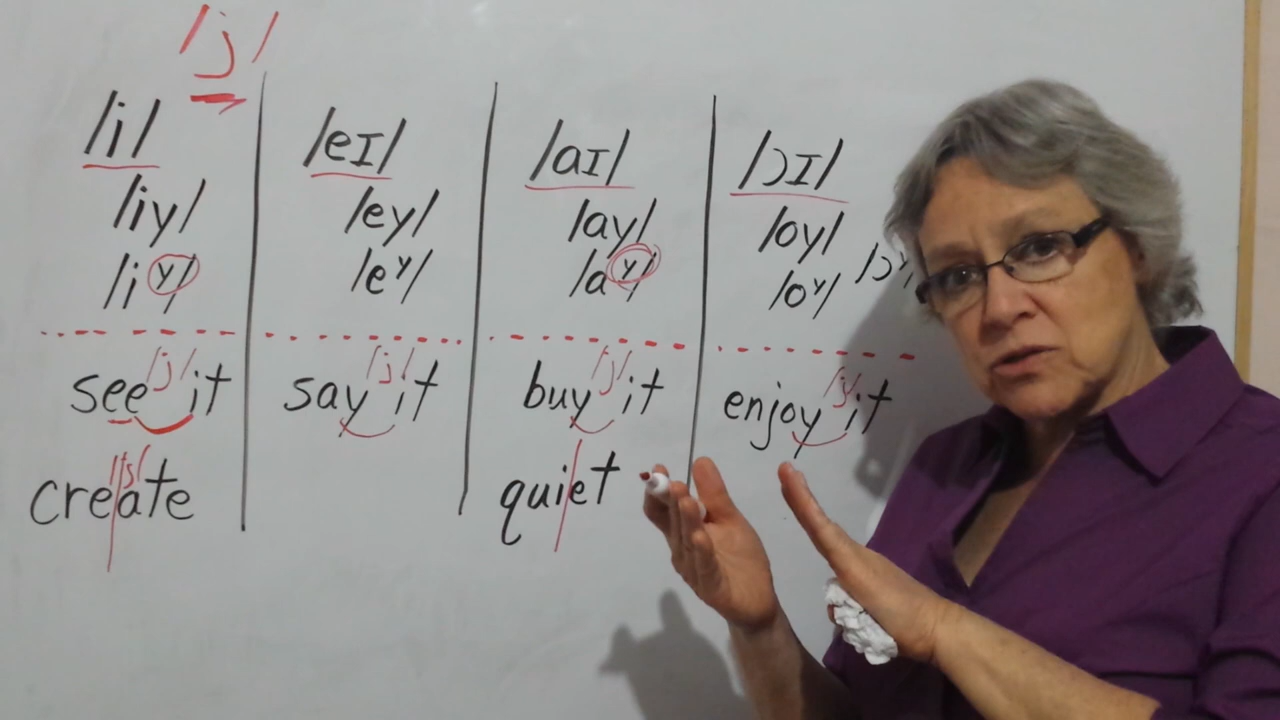 /j/
/i/ /eɪ/ /aɪ/ /ɔɪ/
/iy/ /ey/ /ay/ /oy/
/iʸ/ /eʸ/ /aʸ/ /oʸ/ /ɔʸ/
/j/ /j/ /j/ /j/
see it say it buy it enjoy it
/j/
create quiet